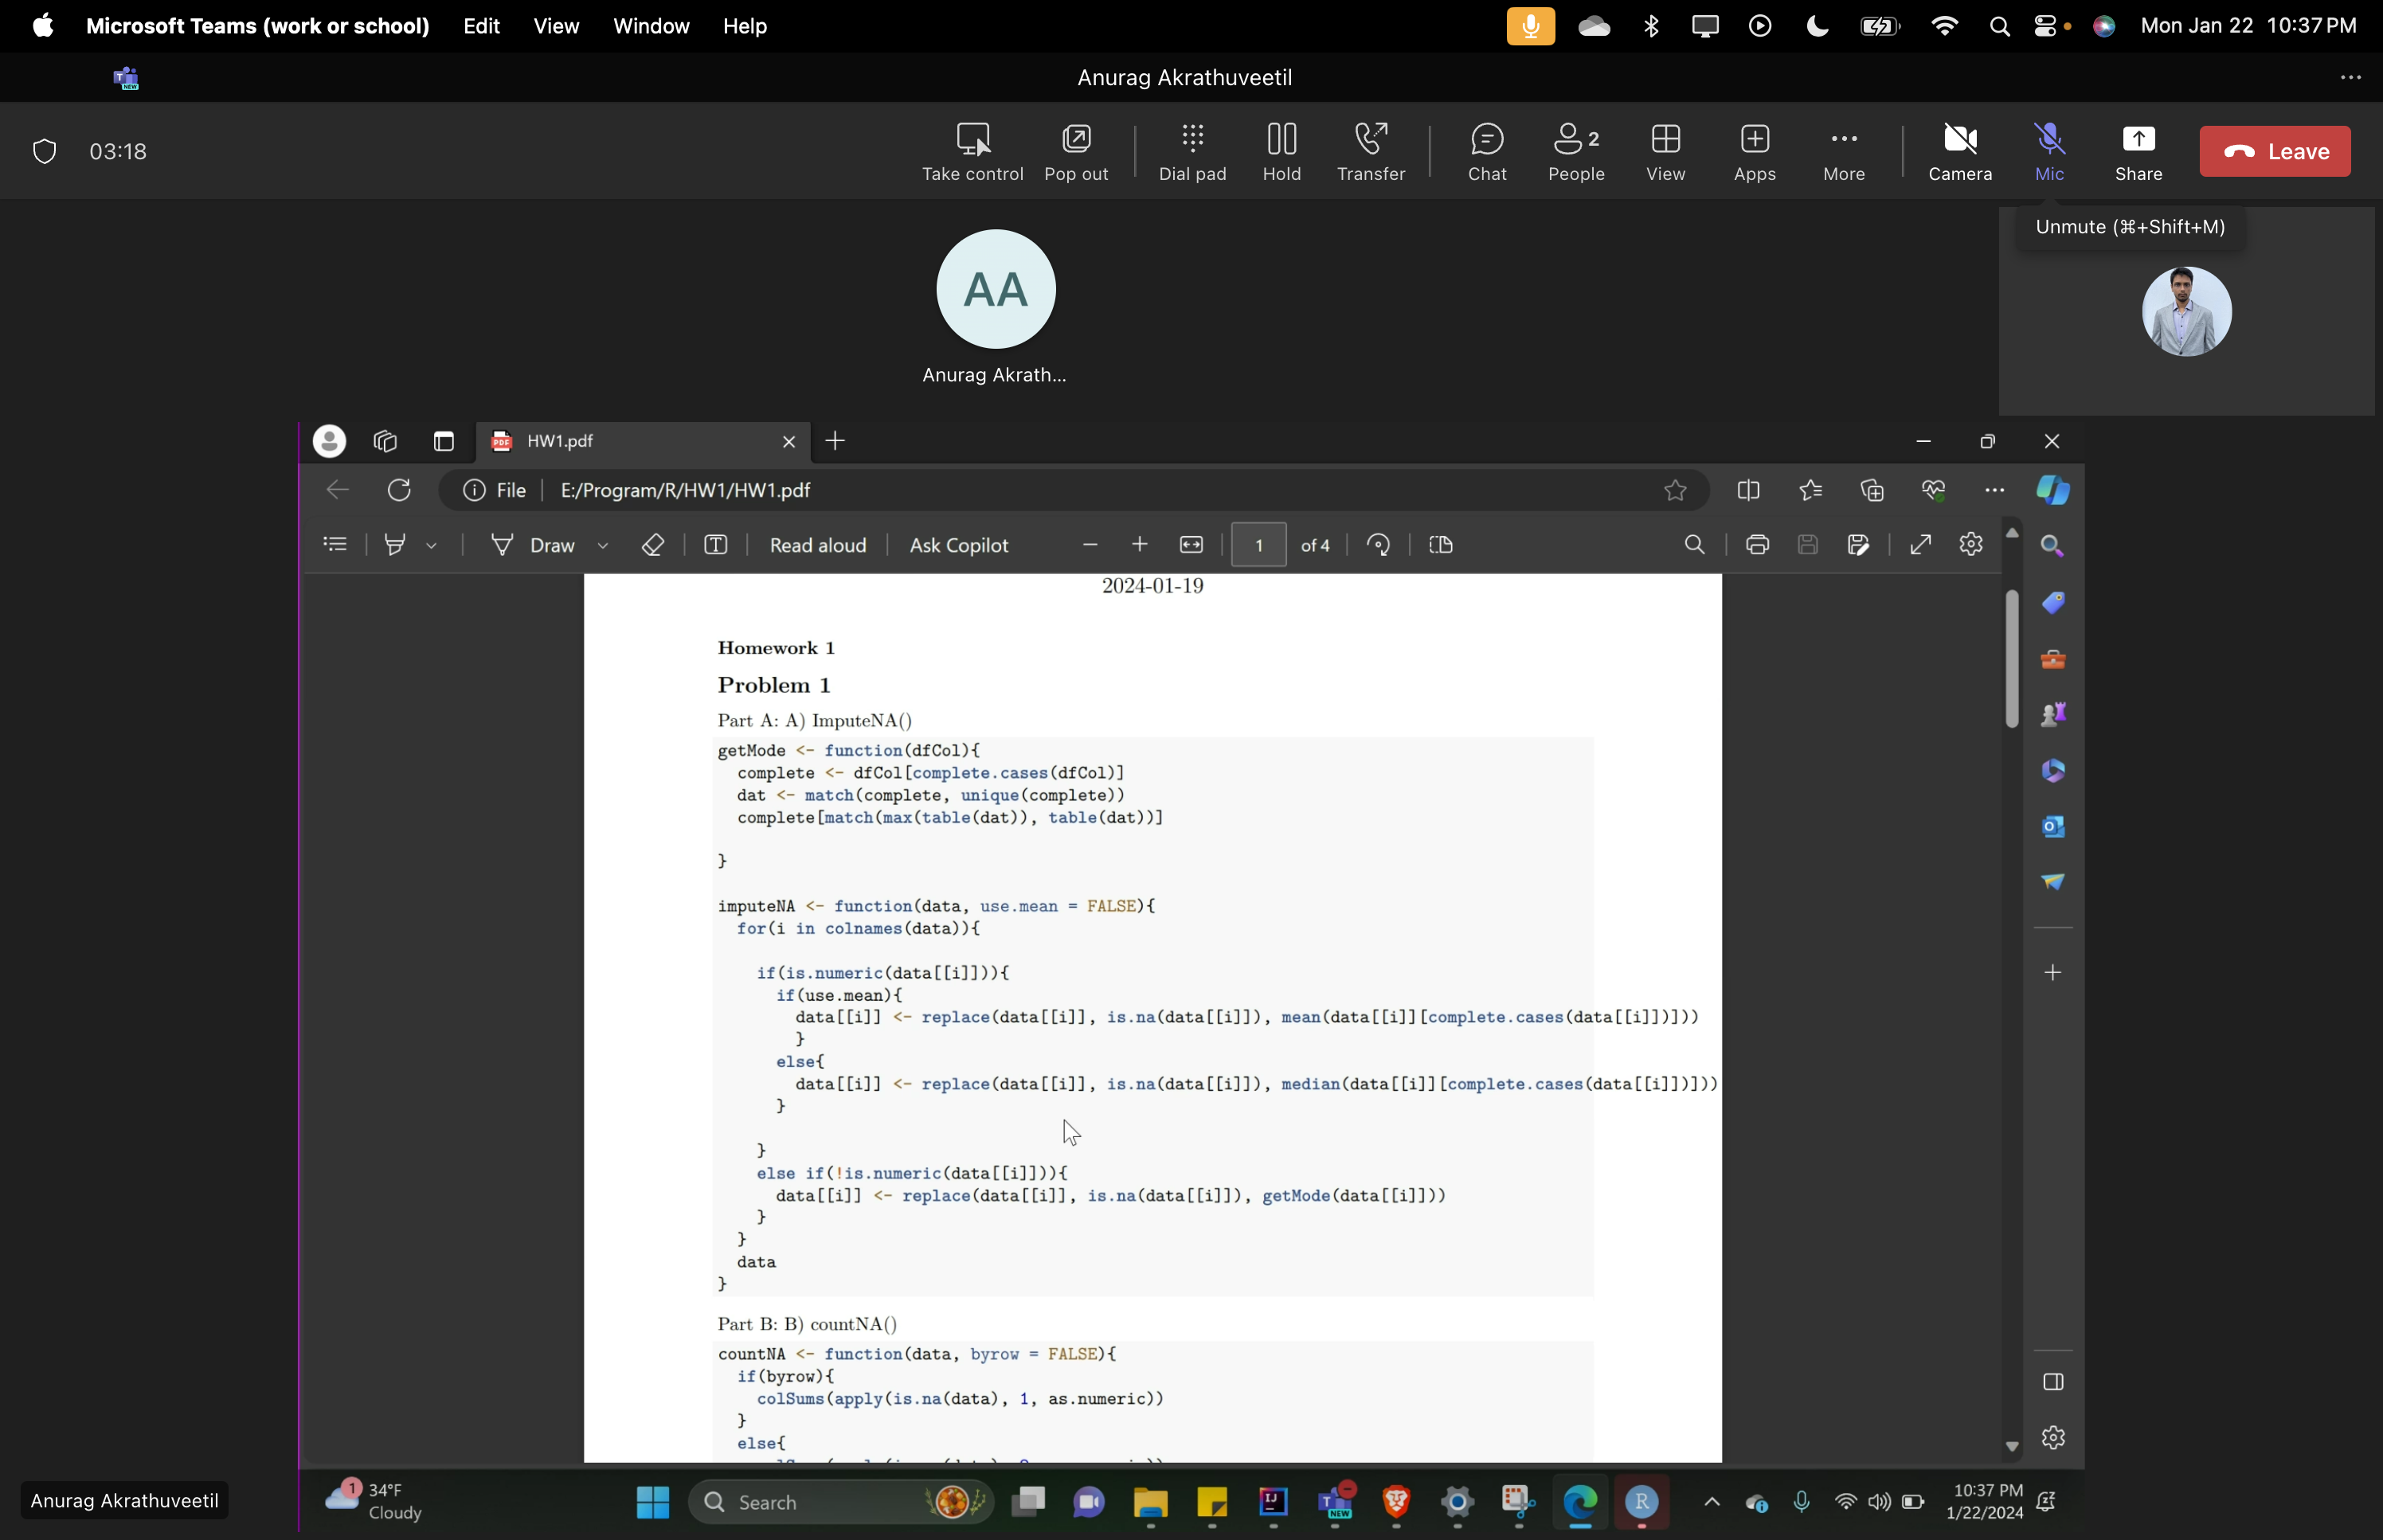 Microsoft Teams (work or school) Edit View Window Help Mon Jan 22 10:37 PM
Anurag Akrathuveetil
03:18 Take control Pop out Dial pad Hold Transfer Chat 2 People View Apps More Camera Mic Share Leave
Unmute (⌘+Shift+M)
AA
Anurag Akrath...
HW1.pdf
File E:/Program/R/HW1/HW1.pdf
Draw Read aloud Ask Copilot 1 of 4
2024-01-19
Homework 1
Problem 1
Part A: A) ImputeNA()
getMode <- function(dfCol){
  complete <- dfCol[complete.cases(dfCol)]
  dat <- match(complete, unique(complete))
  complete[match(max(table(dat)), table(dat))]
}
imputeNA <- function(data, use.mean = FALSE){
  for(i in colnames(data)){
    if(is.numeric(data[[i]])){
      if(use.mean){
        data[[i]] <- replace(data[[i]], is.na(data[[i]]), mean(data[[i]][complete.cases(data[[i]])]))
        }
      else{
        data[[i]] <- replace(data[[i]], is.na(data[[i]]), median(data[[i]][complete.cases(data[[i]])]))
      }
    }
    else if(!is.numeric(data[[i]])){
      data[[i]] <- replace(data[[i]], is.na(data[[i]]), getMode(data[[i]]))
    }
  }
  data
}
Part B: B) countNA()
countNA <- function(data, byrow = FALSE){
  if(byrow){
    colSums(apply(is.na(data), 1, as.numeric))
  }
  else{
Anurag Akrathuveetil
1 34°F
Cloudy
Search
NEW
10:37 PM
1/22/2024